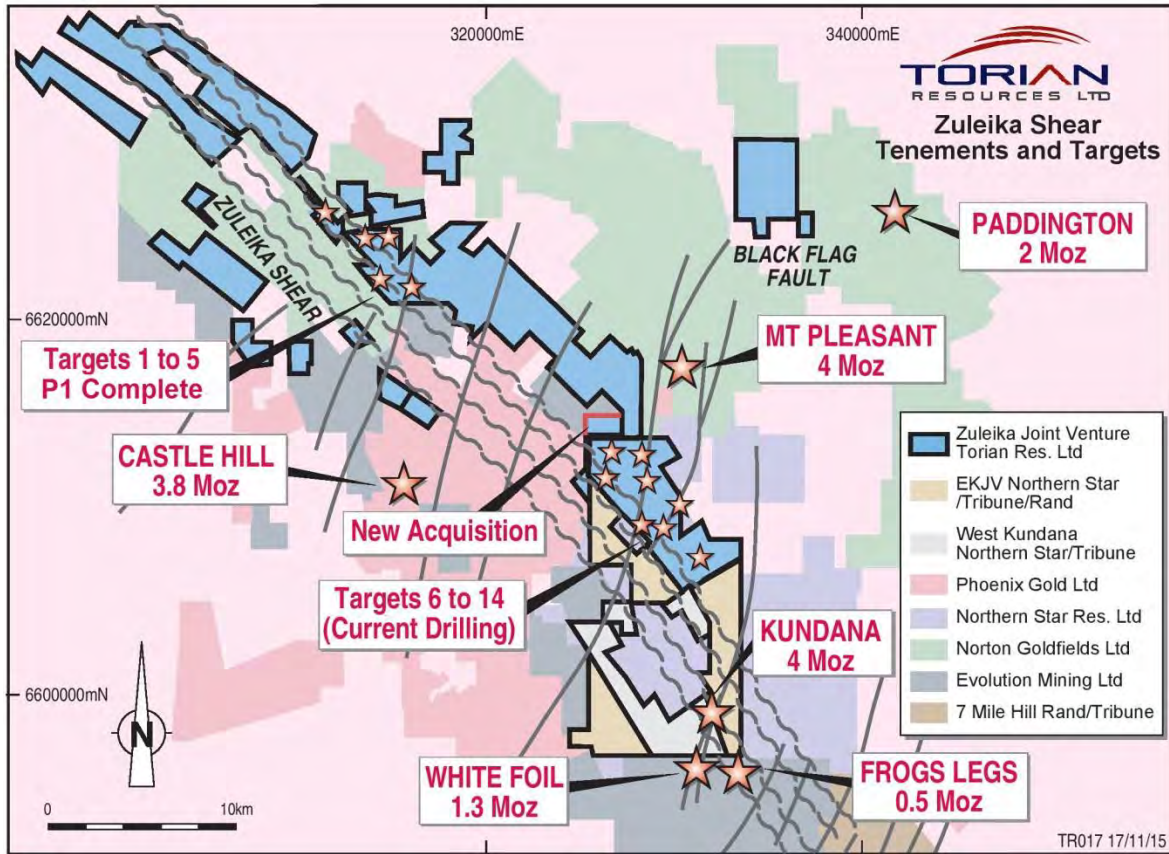 320000mE
340000mE
TORIAN
RESOURCES LTD
Zuleika Shear
Tenements and Targets
ZULEIKA SHEAR
BLACK FLAG
FAULT
PADDINGTON
2 Moz
6620000mN
MT PLEASANT
4 Moz
Targets 1 to 5
P1 Complete
CASTLE HILL
3.8 Moz
New Acquisition
Targets 6 to 14
(Current Drilling)
KUNDANA
4 Moz
6600000mN
WHITE FOIL
1.3 Moz
FROGS LEGS
0.5 Moz
Zuleika Joint Venture
Torian Res. Ltd
EKJV Northern Star
/Tribune/Rand
West Kundana
Northern Star/Tribune
Phoenix Gold Ltd
Northern Star Res. Ltd
Norton Goldfields Ltd
Evolution Mining Ltd
7 Mile Hill Rand/Tribune
N
0
10km
TR017 17/11/15